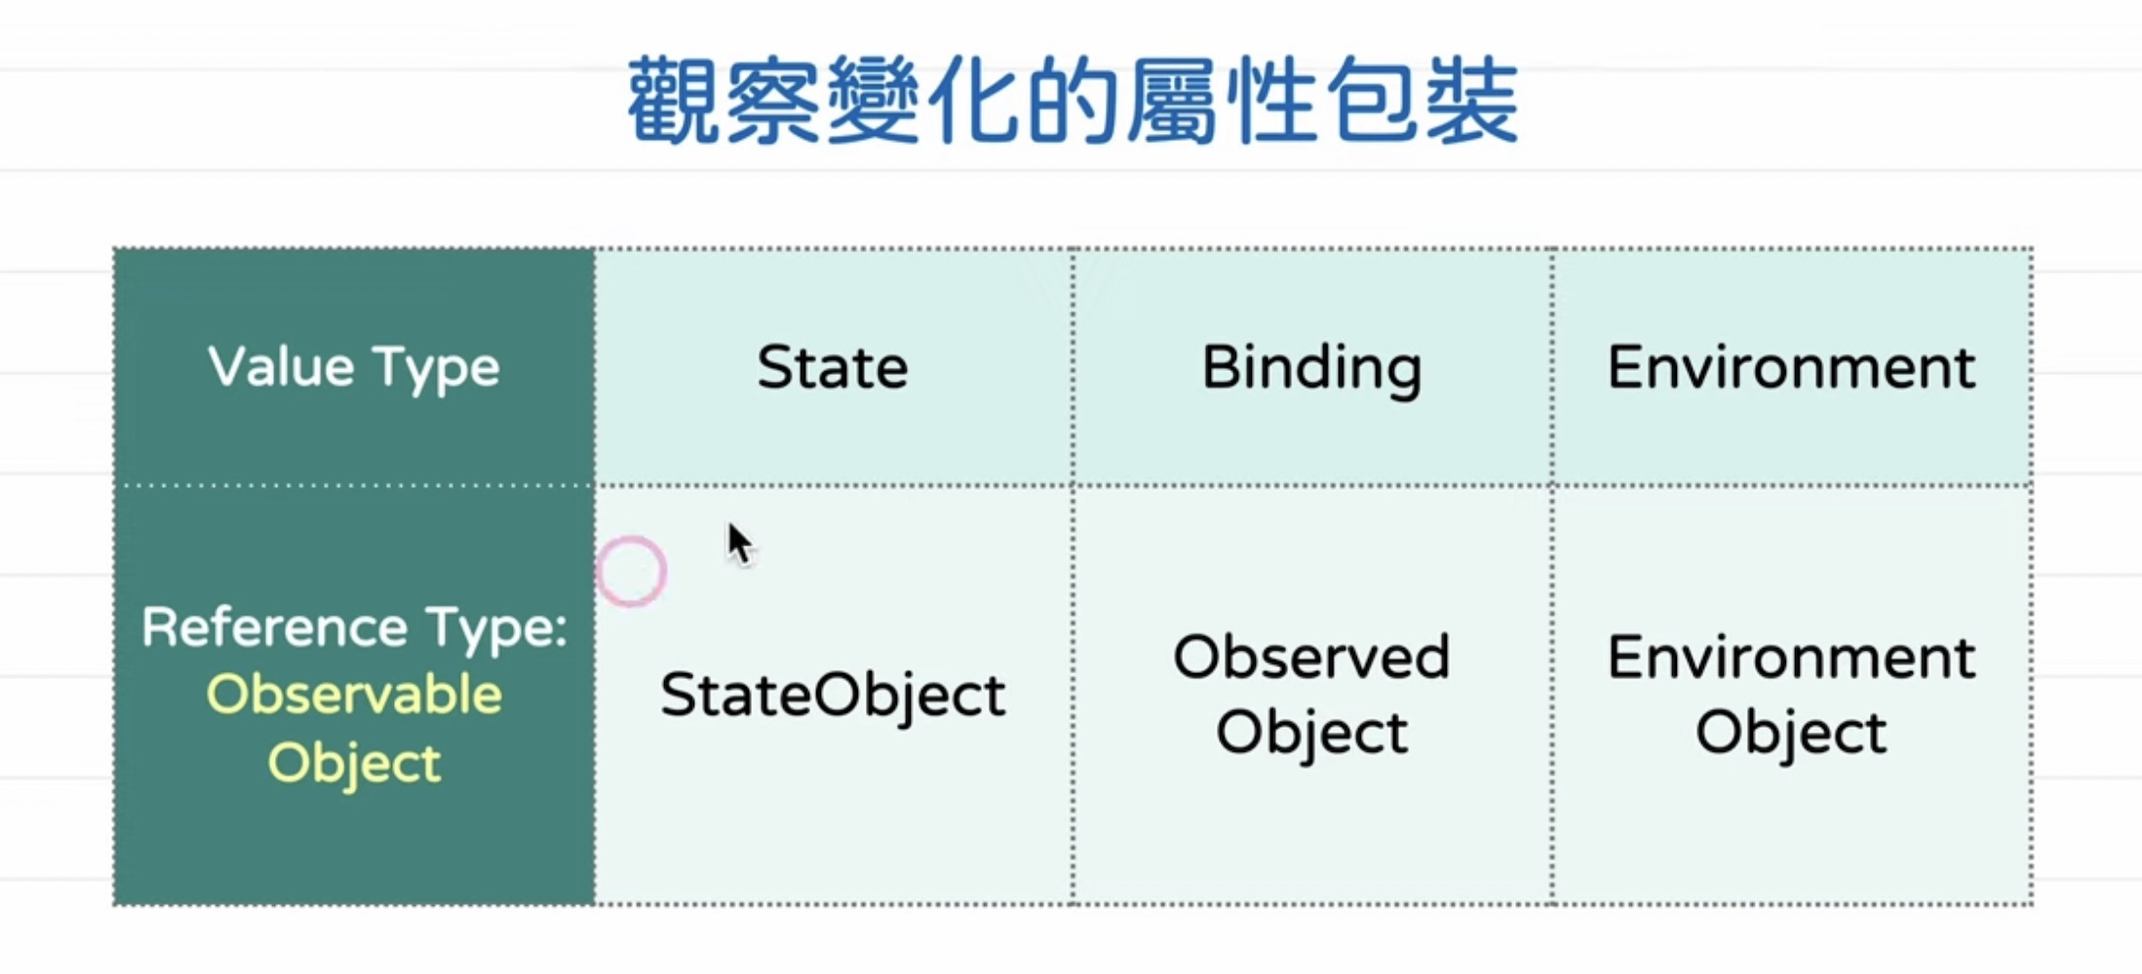 觀察變化的屬性包裝
Value Type
State
Binding
Environment
Reference Type:
Observable
Object
StateObject
Observed
Object
Environment
Object